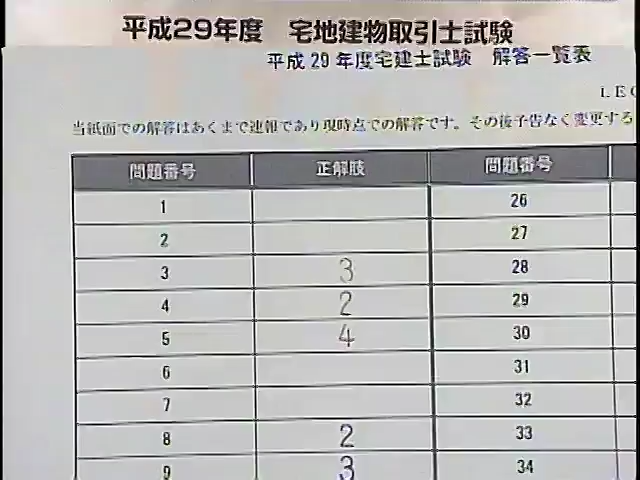 平成29年度 宅地建物取引士試験
平成29年度宅建士試験 解答一覧表
LEC
当紙面での解答はあくまで速報であり現時点での解答です。その後予告なく変更する
問題番号 正解肢 問題番号
1 26
2 27
3 3 28
4 2 29
5 4 30
6 31
7 32
8 2 33
9 3 34